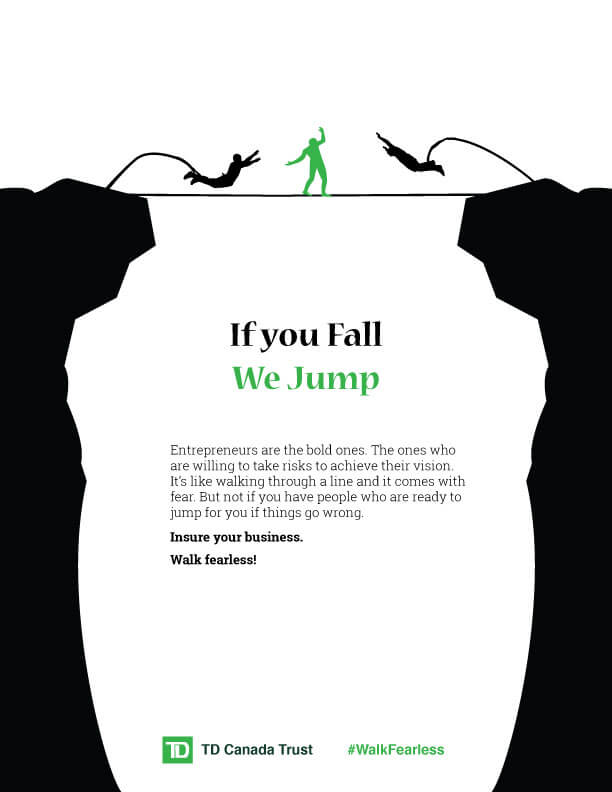 If you Fall
We Jump
Entrepreneurs are the bold ones. The ones who
are willing to take risks to achieve their vision.
It's like walking through a line and it comes with
fear. But not if you have people who are ready to
jump for you if things go wrong.
Insure your business.
Walk fearless!
TD TD Canada Trust #WalkFearless